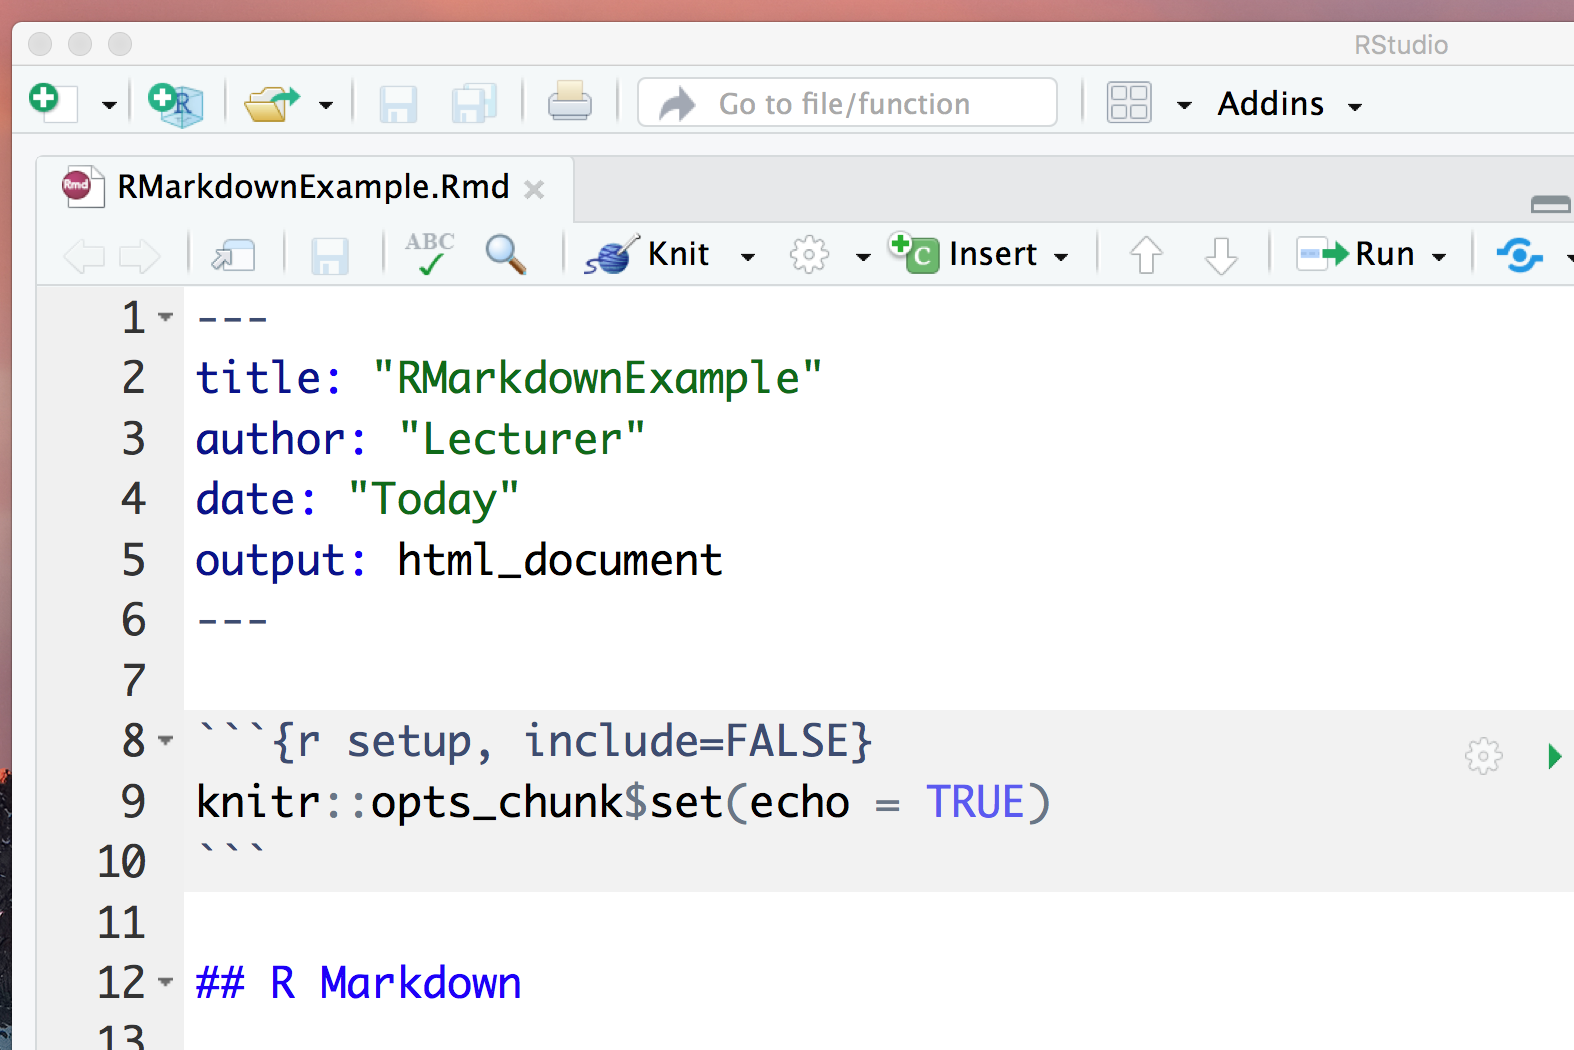 RStudio
R
Go to file/function
Addins
Rmd RMarkdownExample.Rmd
ABC
Knit
C Insert
Run
1 ---
2 title: "RMarkdownExample"
3 author: "Lecturer"
4 date: "Today"
5 output: html_document
6 ---
7
8 ```{r setup, include=FALSE}
9 knitr::opts_chunk$set(echo = TRUE)
10 ```
11
12 ## R Markdown
13